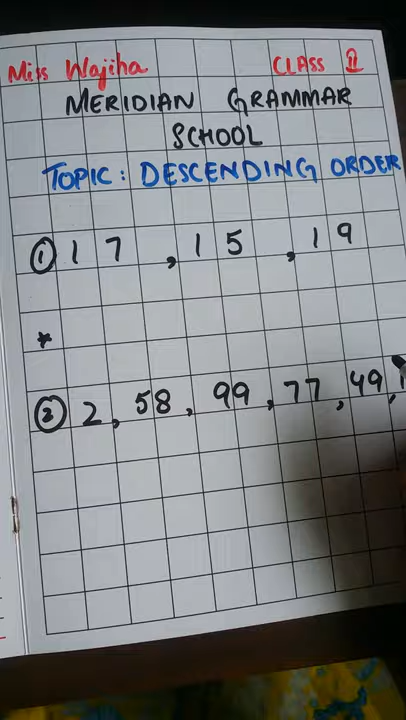 Miss Wajiha CLASS 1
MERIDIAN GRAMMAR
SCHOOL
TOPIC: DESCENDING ORDER
① 17, 15, 19
*
② 2, 58, 99, 77, 49,